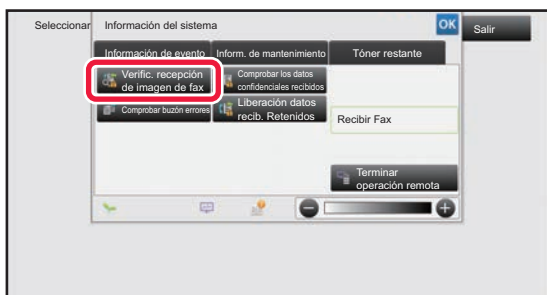 Seleccionar
Información del sistema
OK
Salir
Información de evento
Inform. de mantenimiento
Tóner restante
Verific. recepción
de imagen de fax
Comprobar los datos
confidenciales recibidos
Comprobar buzón errores
Liberación datos
recib. Retenidos
Recibir Fax
Terminar
operación remota